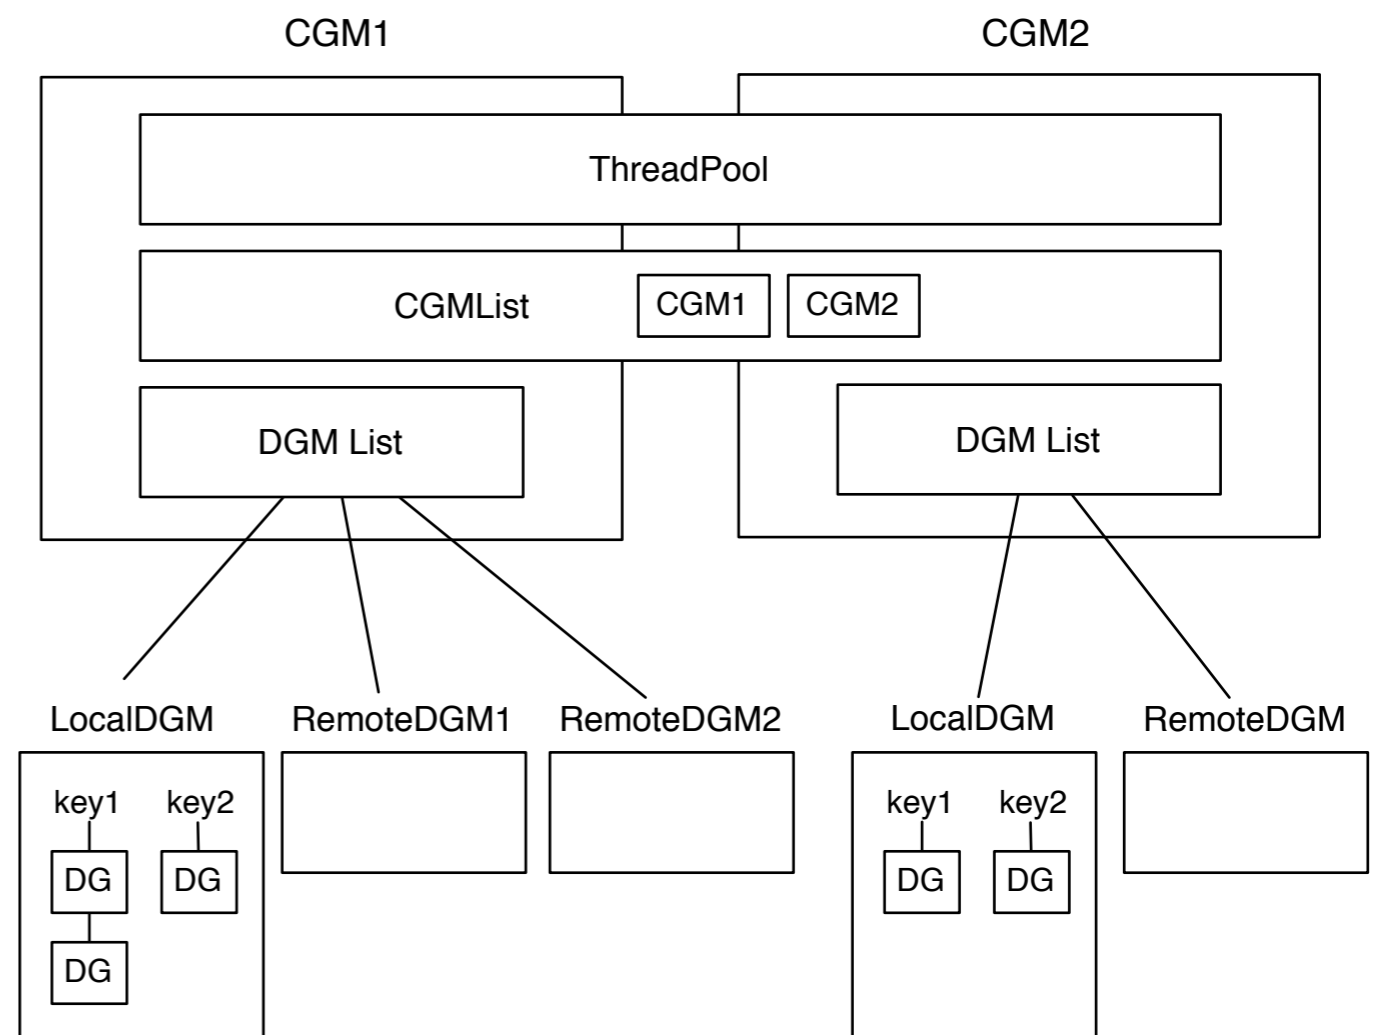 CGM1 CGM2
ThreadPool
CGMList CGM1 CGM2
DGM List DGM List
LocalDGM RemoteDGM1 RemoteDGM2 LocalDGM RemoteDGM
key1 key2 key1 key2
DG DG DG DG
DG